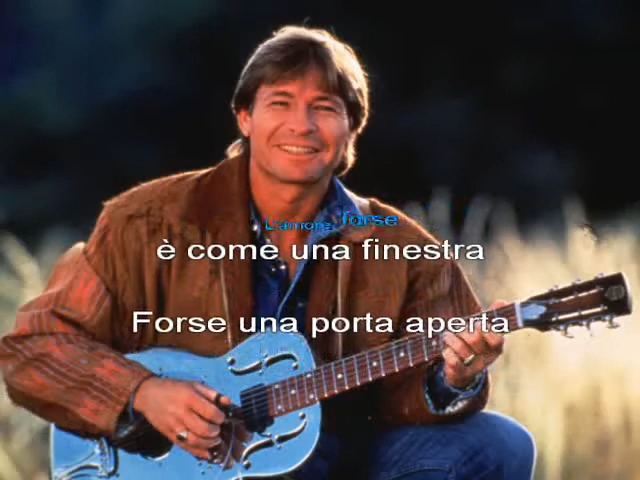 L'amore, forse
è come una finestra
Forse una porta aperta